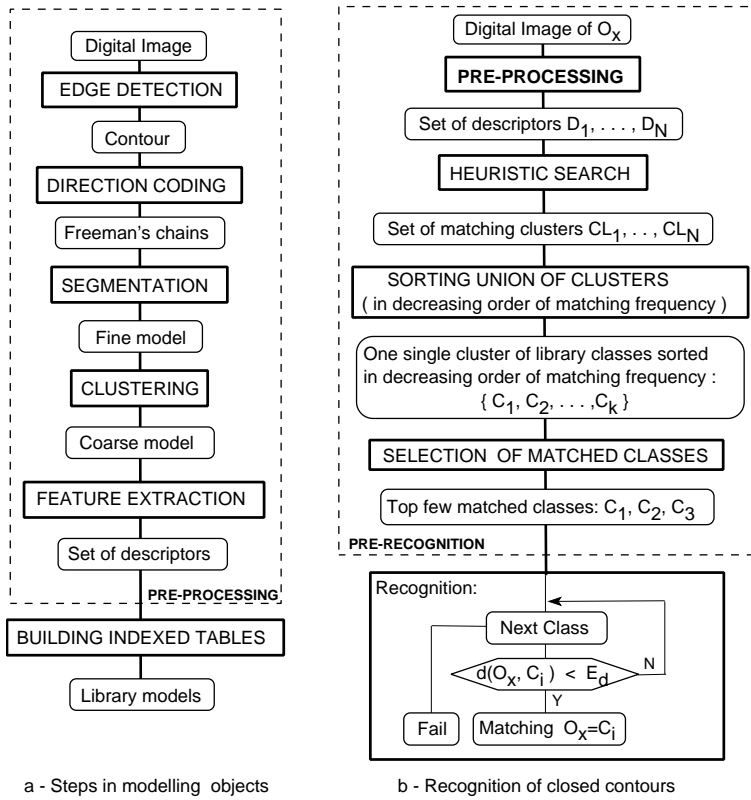 Digital Image
EDGE DETECTION
Contour
DIRECTION CODING
Freeman's chains
SEGMENTATION
Fine model
CLUSTERING
Coarse model
FEATURE EXTRACTION
Set of descriptors
PRE-PROCESSING
BUILDING INDEXED TABLES
Library models
a - Steps in modelling objects
Digital Image of Oₓ
PRE-PROCESSING
Set of descriptors D₁, . . . , D_N
HEURISTIC SEARCH
Set of matching clusters CL₁, . . , CL_N
SORTING UNION OF CLUSTERS
( in decreasing order of matching frequency )
One single cluster of library classes sorted
in decreasing order of matching frequency :
{ C₁, C₂, . . . ,Cₖ }
SELECTION OF MATCHED CLASSES
Top few matched classes: C₁, C₂, C₃
PRE-RECOGNITION
Recognition:
Next Class
d(Oₓ, Cᵢ ) < E_d
N
Y
Fail
Matching Oₓ=Cᵢ
b - Recognition of closed contours